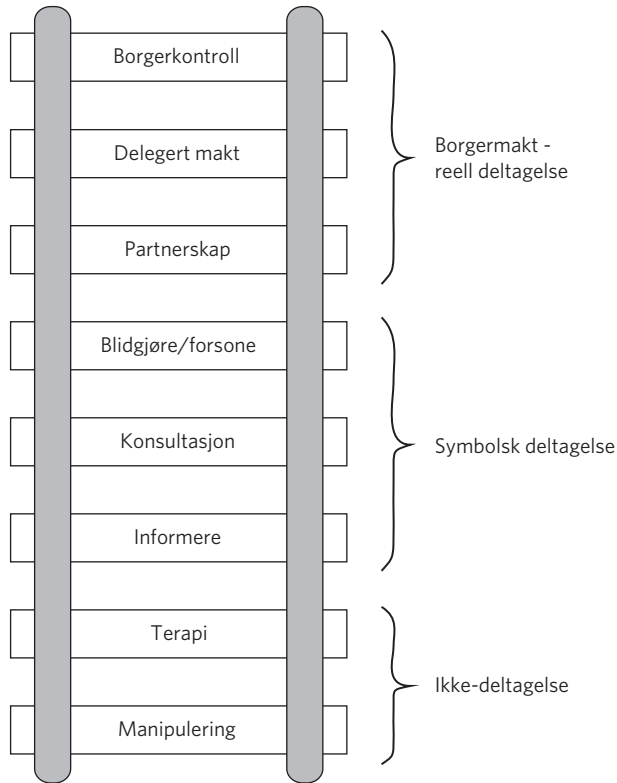 Borgerkontroll
Delegert makt
Borgermakt -
reell deltagelse
Partnerskap
Blidgjøre/forsone
Konsultasjon
Symbolsk deltagelse
Informere
Terapi
Ikke-deltagelse
Manipulering